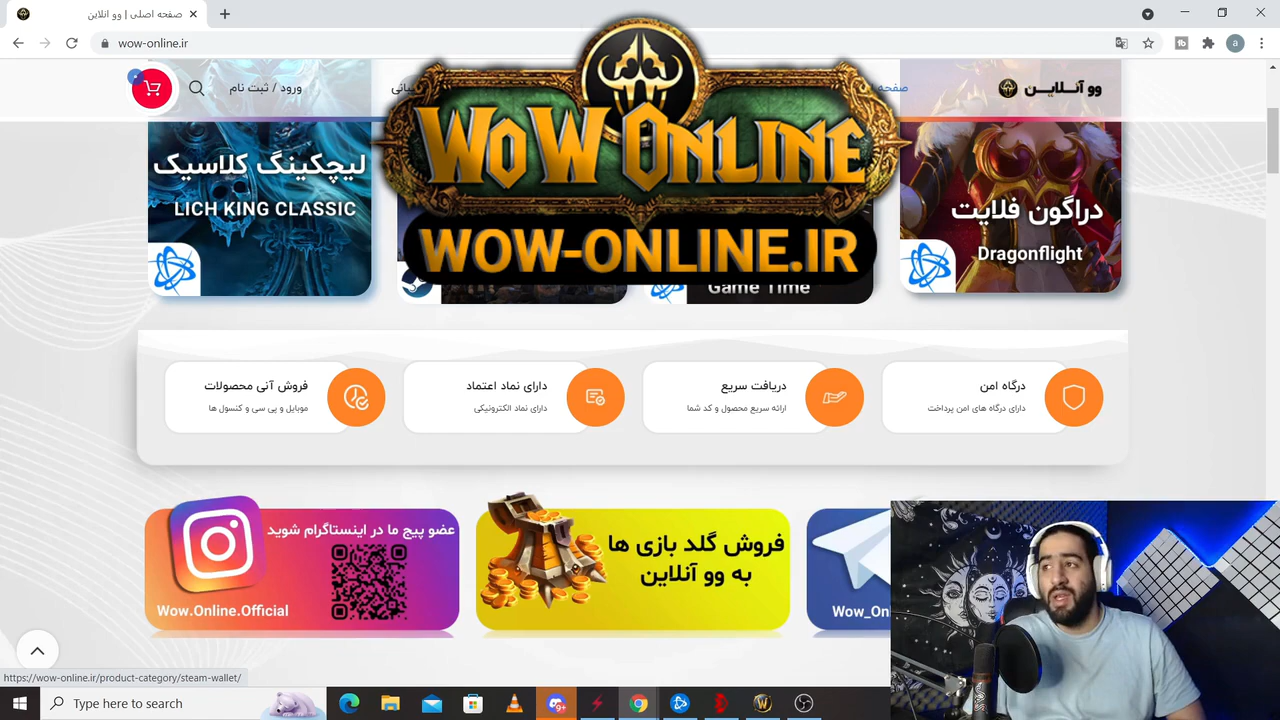 صفحه اصلی | وو آنلاین
wow-online.ir
وو آنلاین
صفحه
ورود / ثبت نام
WOW ONLINE
WOW-ONLINE.IR
لیچکینگ کلاسیک
LICH KING CLASSIC
Game Time
دراگون فلایت
Dragonflight
درگاه امن
دارای درگاه های امن پرداخت
دریافت سریع
ارائه سریع محصول و کد شما
دارای نماد اعتماد
دارای نماد الکترونیکی
فروش آنی محصولات
موبایل و پی سی و کنسول ها
عضو پیج ما در اینستاگرام شوید
Wow.Online.Official
فروش گلد بازی ها
به وو آنلاین
Wow_On
https://wow-online.ir/product-category/steam-wallet/
Type here to search
9+